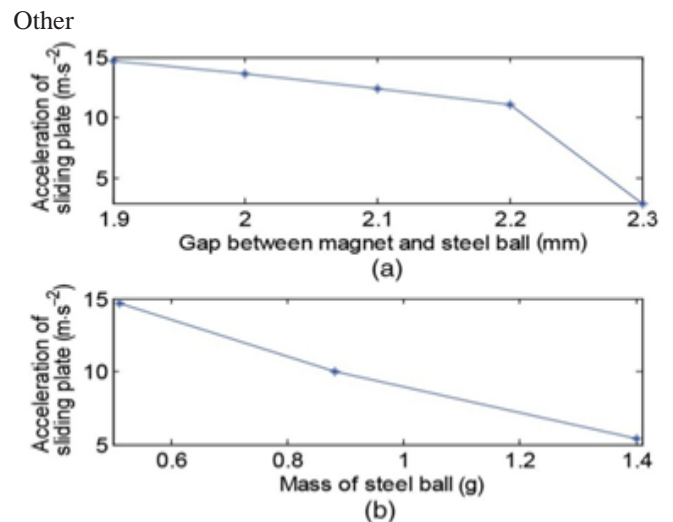 Other
Acceleration of
sliding plate (m·s⁻²)
15
10
5
1.9 2 2.1 2.2 2.3
Gap between magnet and steel ball (mm)
(a)
Acceleration of
sliding plate (m·s⁻²)
15
10
5
0.6 0.8 1 1.2 1.4
Mass of steel ball (g)
(b)